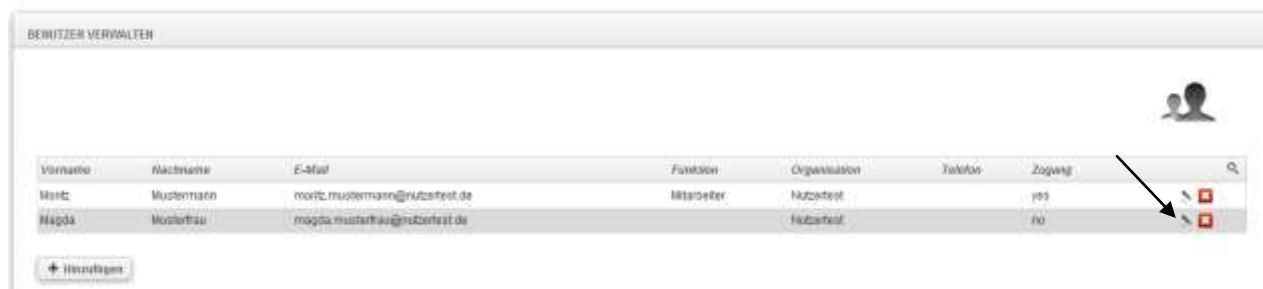 BENUTZER VERWALTEN
Vorname Nachname E-Mail Funktion Organisation Telefon Zugang
Moritz Mustermann moritz.mustermann@nutzertest.de Mitarbeiter Nutzertest yes
Magda Musterfrau magda.musterfrau@nutzertest.de Nutzertest no
+ Hinzufügen